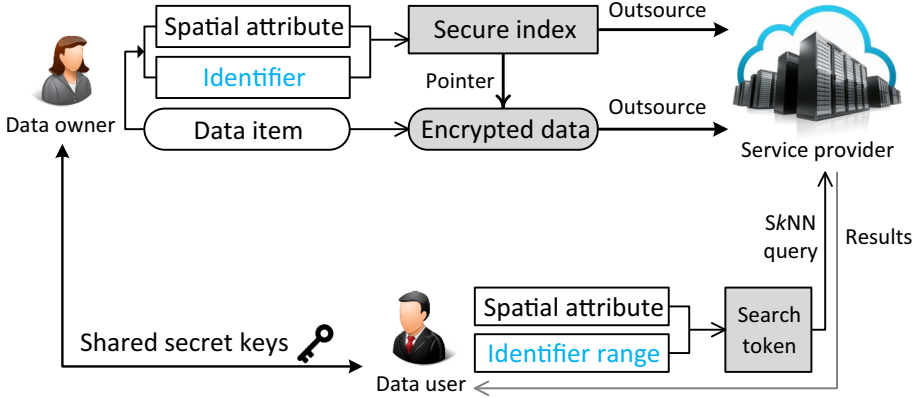 Spatial attribute
Secure index
Outsource
Identifier
Pointer
Data owner
Data item
Encrypted data
Outsource
Service provider
SkNN
query
Results
Spatial attribute
Search
token
Shared secret keys
Identifier range
Data user